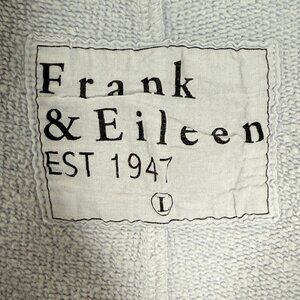 Frank
& Eileen
EST 1947
L